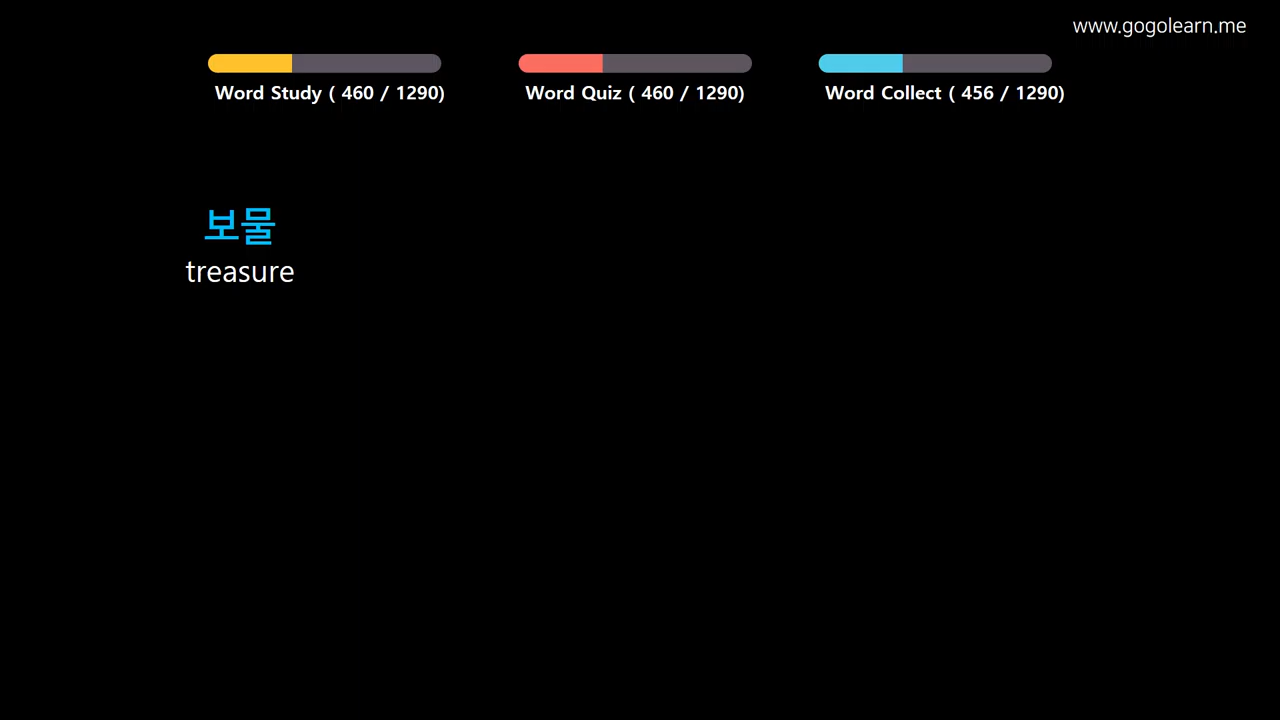 www.gogolearn.me
Word Study ( 460 / 1290)
Word Quiz ( 460 / 1290)
Word Collect ( 456 / 1290)
보물
treasure